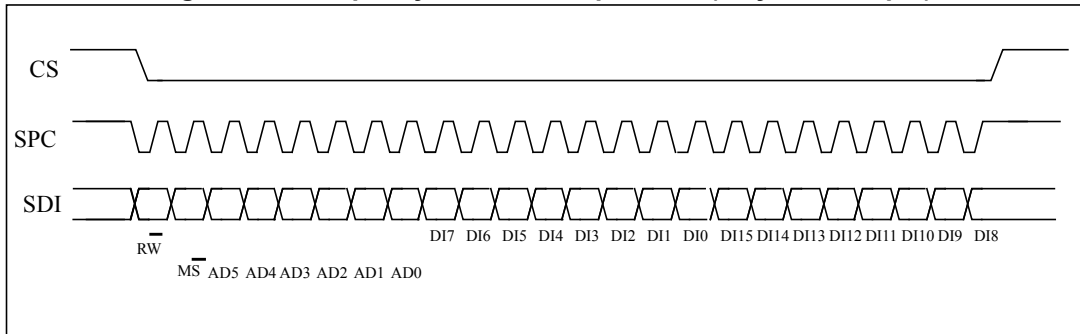 CS
SPC
SDI
DI7 DI6 DI5 DI4 DI3 DI2 DI1 DI0 DI15 DI14 DI13 DI12 DI11 DI10 DI9 DI8
RW
MS AD5 AD4 AD3 AD2 AD1 AD0